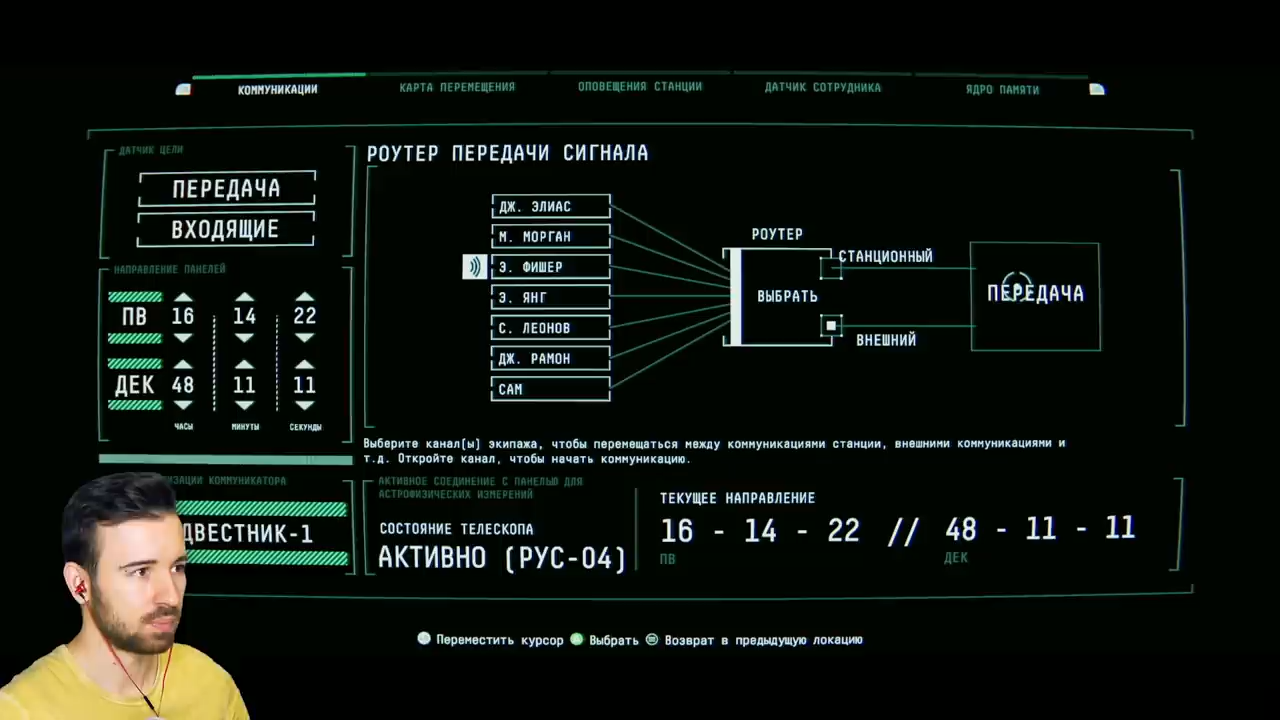 КОММУНИКАЦИИ
КАРТА ПЕРЕМЕЩЕНИЯ
ОПОВЕЩЕНИЯ СТАНЦИИ
ДАТЧИК СОТРУДНИКА
ЯДРО ПАМЯТИ
ДАТЧИК ЦЕЛИ
ПЕРЕДАЧА
ВХОДЯЩИЕ
НАПРАВЛЕНИЕ ПАНЕЛЕЙ
ПВ 16 14 22
ДЕК 48 11 11
ЧАСЫ МИНУТЫ СЕКУНДЫ
РОУТЕР ПЕРЕДАЧИ СИГНАЛА
ДЖ. ЭЛИАС
М. МОРГАН
Э. ФИШЕР
Э. ЯНГ
С. ЛЕОНОВ
ДЖ. РАМОН
САМ
РОУТЕР
ВЫБРАТЬ
СТАНЦИОННЫЙ
ВНЕШНИЙ
ПЕРЕДАЧА
Выберите канал[ы] экипажа, чтобы перемещаться между коммуникациями станции, внешними коммуникациями и
т.д. Откройте канал, чтобы начать коммуникацию.
ИЗАЦИИ КОММУНИКАТОРА
ДВЕСТНИК-1
АКТИВНОЕ СОЕДИНЕНИЕ С ПАНЕЛЬЮ ДЛЯ
АСТРОФИЗИЧЕСКИХ ИЗМЕРЕНИЙ
СОСТОЯНИЕ ТЕЛЕСКОПА
АКТИВНО (РУС-04)
ТЕКУЩЕЕ НАПРАВЛЕНИЕ
16 - 14 - 22 // 48 - 11 - 11
ПВ ДЕК
Переместить курсор Выбрать Возврат в предыдущую локацию